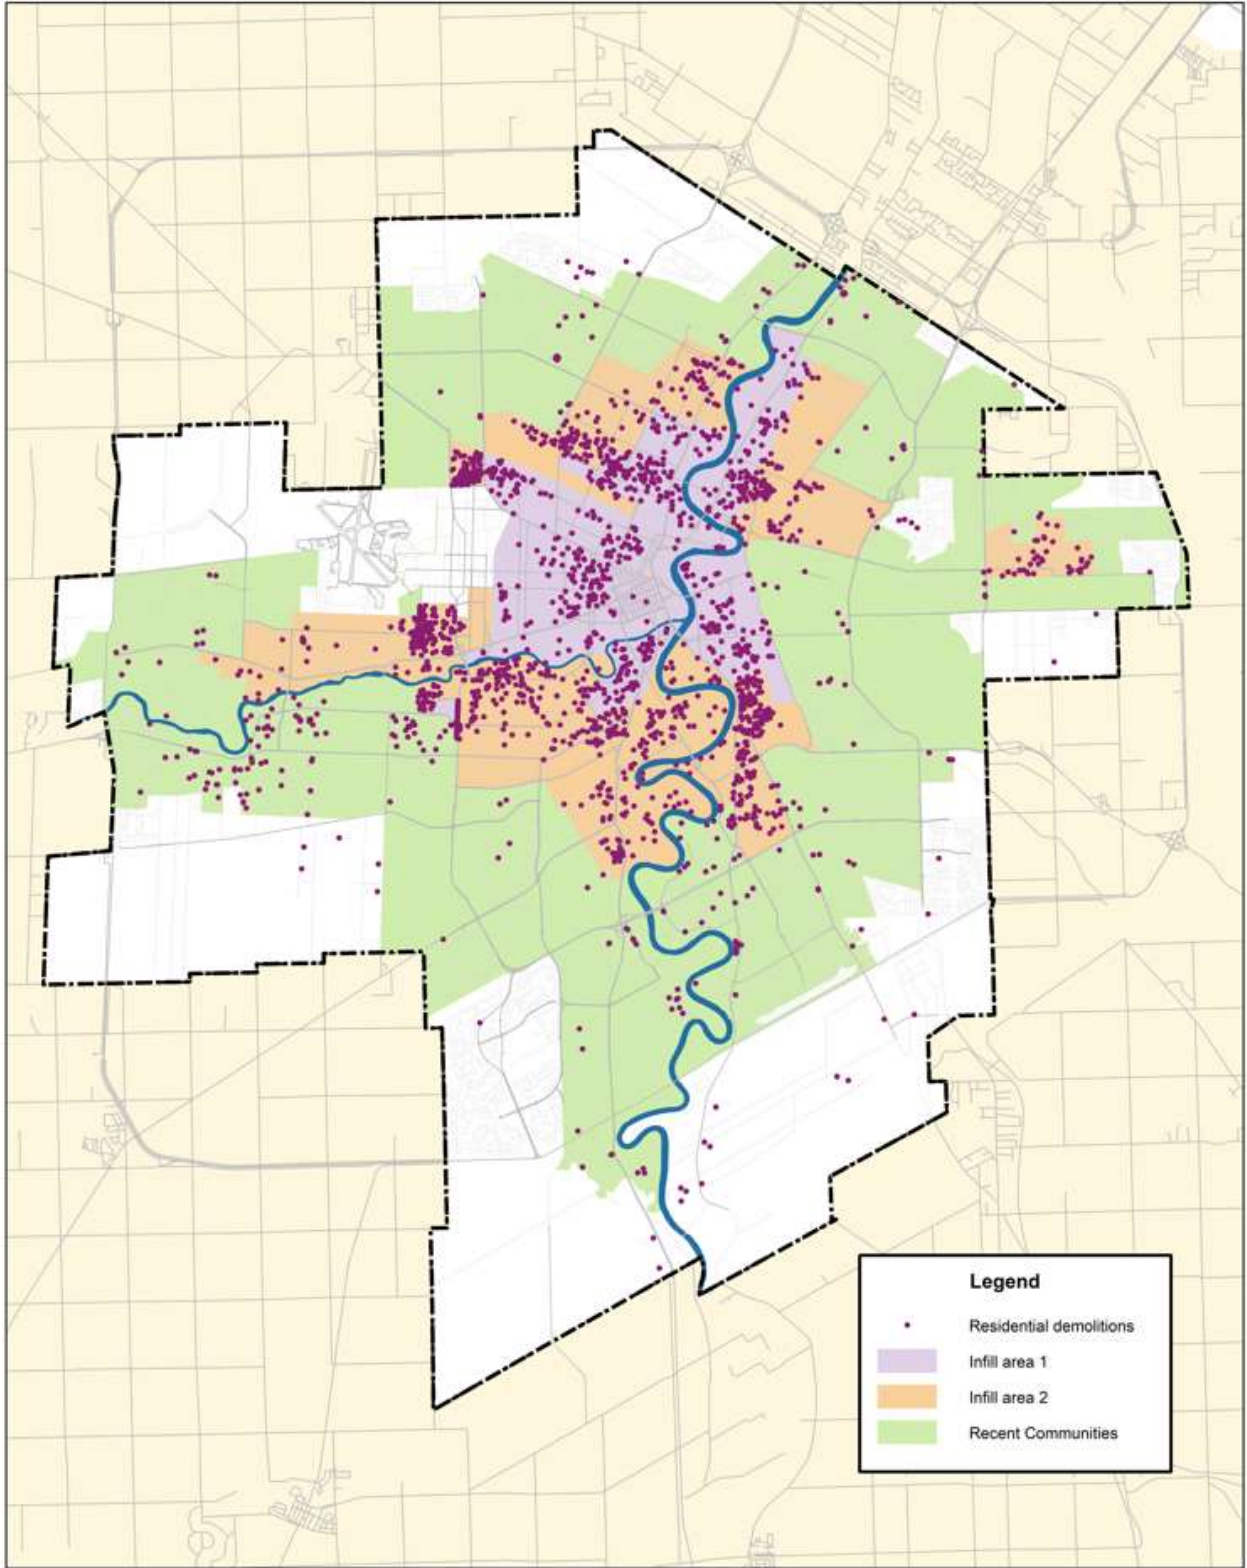 Legend
Residential demolitions
Infill area 1
Infill area 2
Recent Communities